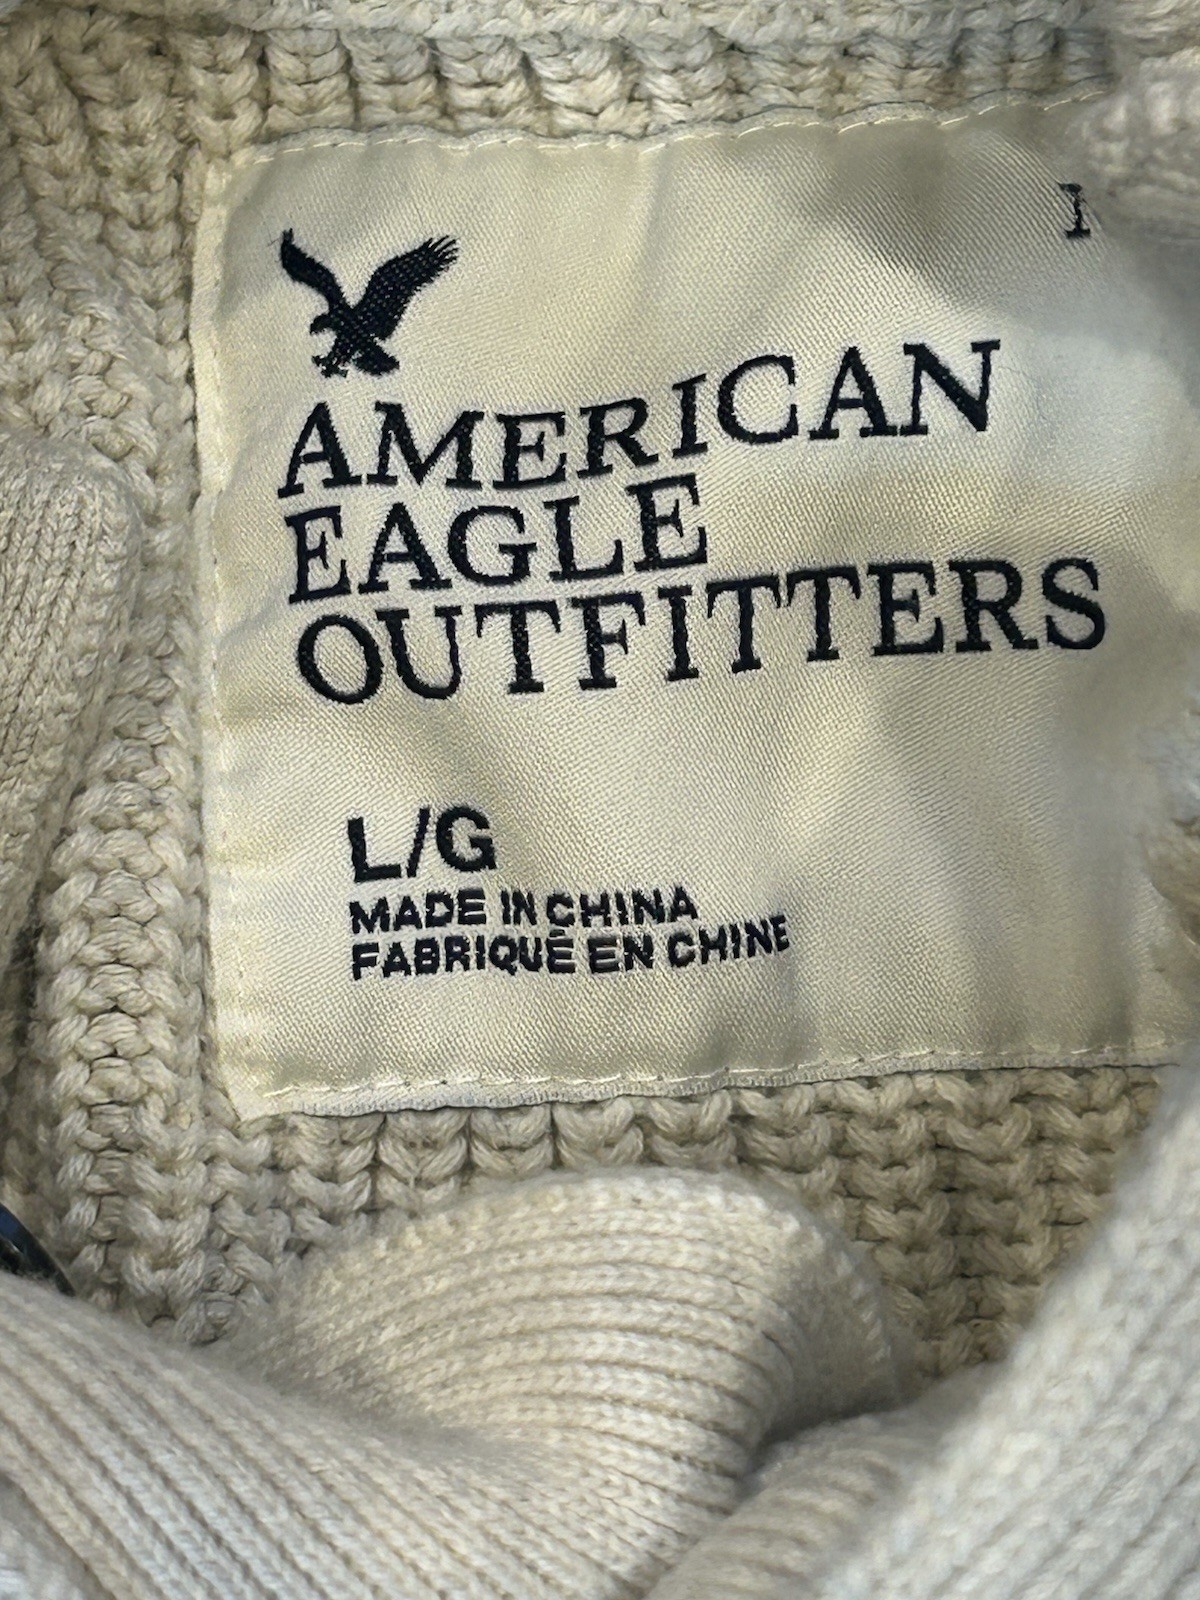 AMERICAN
EAGLE
OUTFITTERS
L/G
MADE IN CHINA
FABRIQUÉ EN CHINE